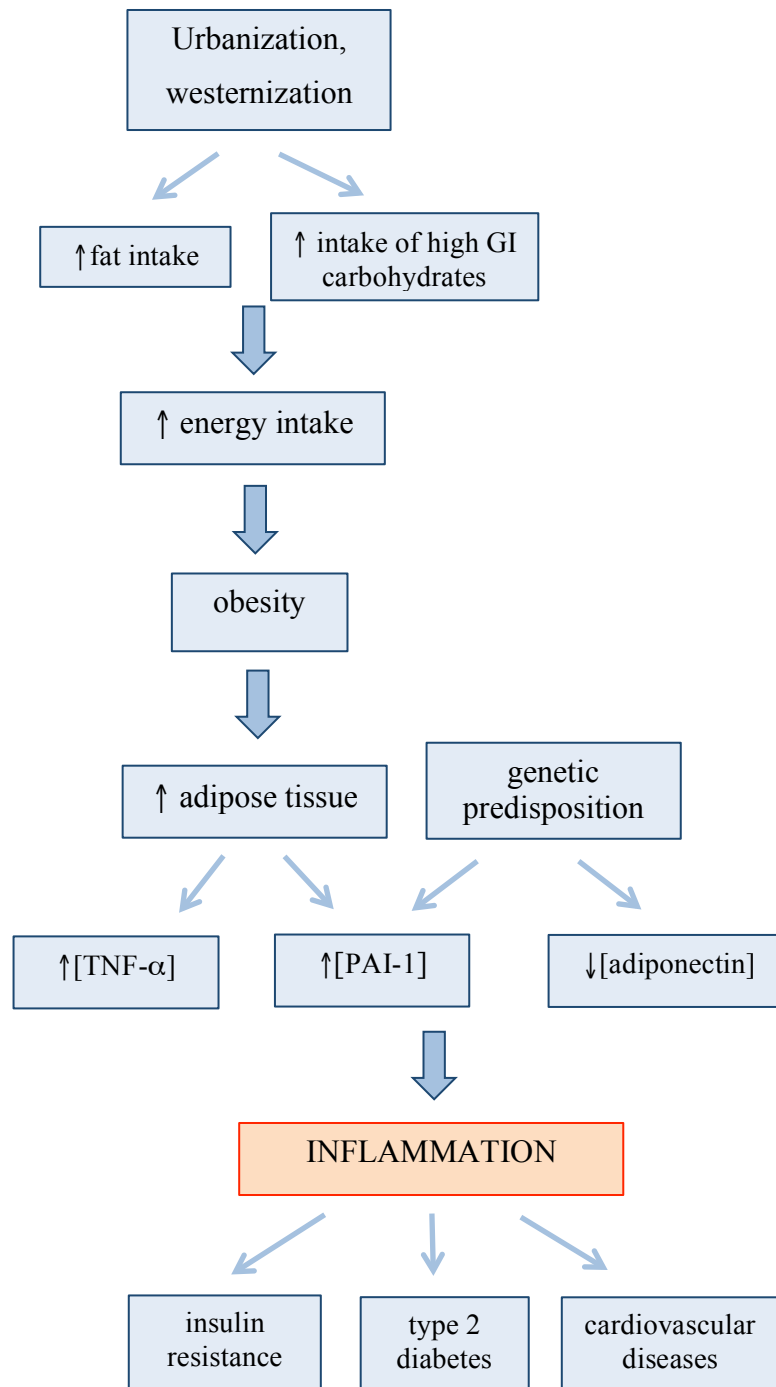 Urbanization,
westernization
↑fat intake
↑ intake of high GI
carbohydrates
↑ energy intake
obesity
↑ adipose tissue
genetic
predisposition
↑[TNF-α]
↑[PAI-1]
↓[adiponectin]
INFLAMMATION
insulin
resistance
type 2
diabetes
cardiovascular
diseases